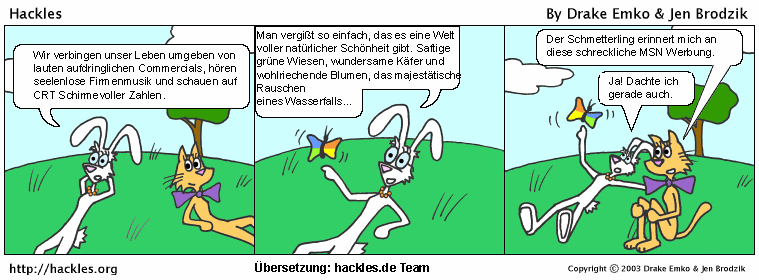 Hackles
By Drake Emko & Jen Brodzik
Wir verbingen unser Leben umgeben von
lauten aufdringlichen Commercials, hören
seelenlose Firmenmusik und schauen auf
CRT Schirmevoller Zahlen.
Man vergißt so einfach, das es eine Welt
voller natürlicher Schönheit gibt. Saftige
grüne Wiesen, wundersame Käfer und
wohlriechende Blumen, das majestätische
Rauschen
eines Wasserfalls...
Der Schmetterling erinnert mich an
diese schreckliche MSN Werbung.
Ja! Dachte ich
gerade auch.
http://hackles.org
Übersetzung: hackles.de Team
Copyright © 2003 Drake Emko & Jen Brodzik